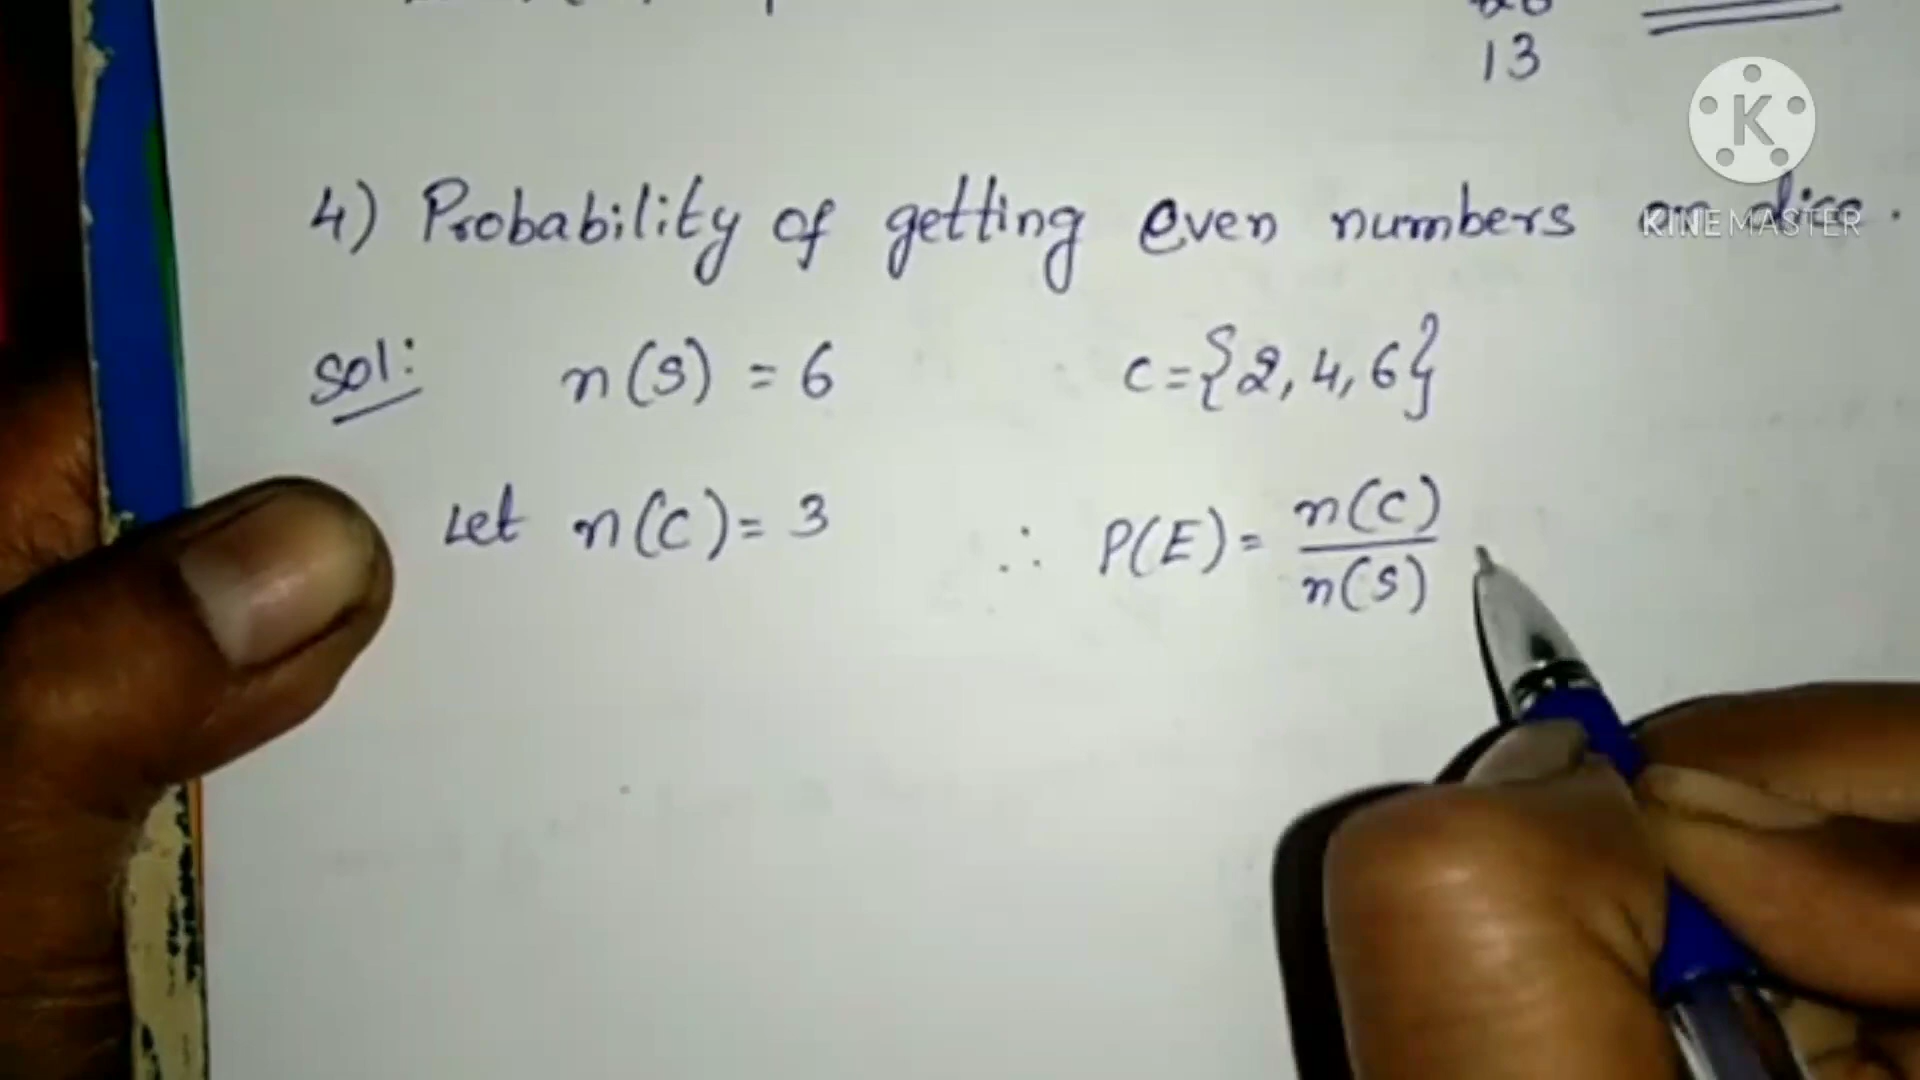 13
K
4) Probability of getting even numbers on dice.
KINEMASTER
Sol: n(S) = 6 C={2,4,6}
Let n(C)= 3 ∴ P(E)= n(C)/n(S)